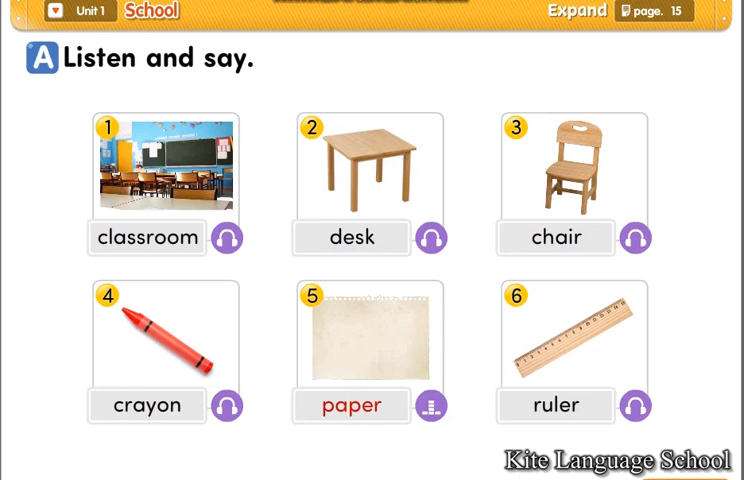 Unit 1 School Expand page. 15
A Listen and say.
1 2 3
classroom desk chair
4 5 6
crayon paper ruler
Kite Language School